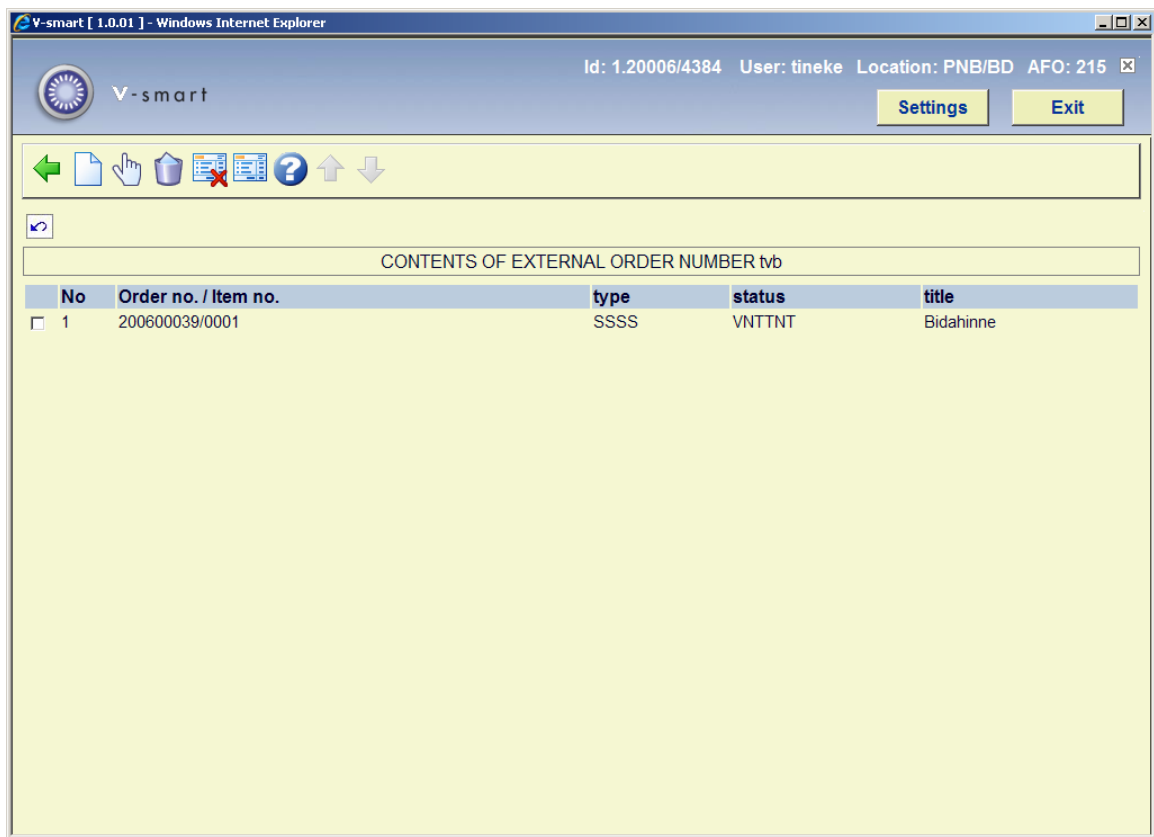 V-smart [ 1.0.01 ] - Windows Internet Explorer
Id: 1.20006/4384 User: tineke Location: PNB/BD AFO: 215
V-smart
Settings Exit
CONTENTS OF EXTERNAL ORDER NUMBER tvb
No Order no. / Item no. type status title
1 200600039/0001 SSSS VNTTNT Bidahinne